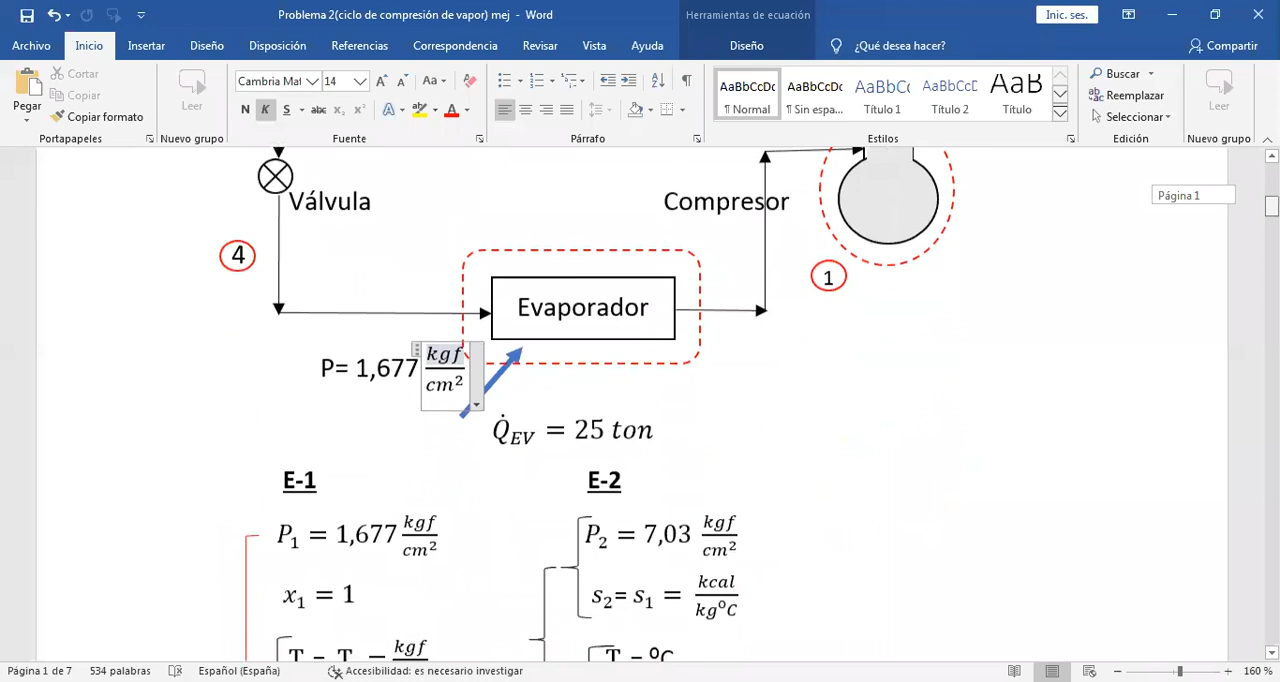 Problema 2(ciclo de compresión de vapor) mej - Word
Herramientas de ecuación
Inic. ses.
Archivo Inicio Insertar Diseño Disposición Referencias Correspondencia Revisar Vista Ayuda Diseño ¿Qué desea hacer? Compartir
Pegar
Cortar
Copiar
Copiar formato
Portapapeles
Leer
Nuevo grupo
Cambria Mat 14
N K S abc x₂ x²
Fuente
Párrafo
AaBbCcDc AaBbCcDc AaBbCc AaBbCcD AaB
¶ Normal ¶ Sin espa... Título 1 Título 2 Título
Estilos
Buscar
Reemplazar
Seleccionar
Edición
Leer
Nuevo grupo
Página 1
Válvula
Compresor
4
1
Evaporador
P= 1,677 kgf/cm²
Q̇_EV = 25 ton
E-1 E-2
P₁ = 1,677 kgf/cm² P₂ = 7,03 kgf/cm²
x₁ = 1 s₂= s₁ = kcal/kgºC
Página 1 de 7 534 palabras Español (España) Accesibilidad: es necesario investigar 160 %